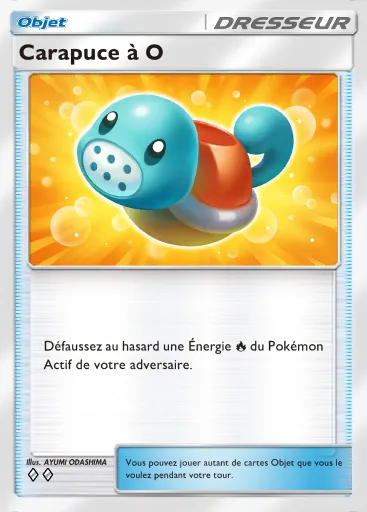 Objet
DRESSEUR
Carapuce à O
Défaussez au hasard une Énergie du Pokémon
Actif de votre adversaire.
Illus. AYUMI ODASHIMA
Vous pouvez jouer autant de cartes Objet que vous le
voulez pendant votre tour.